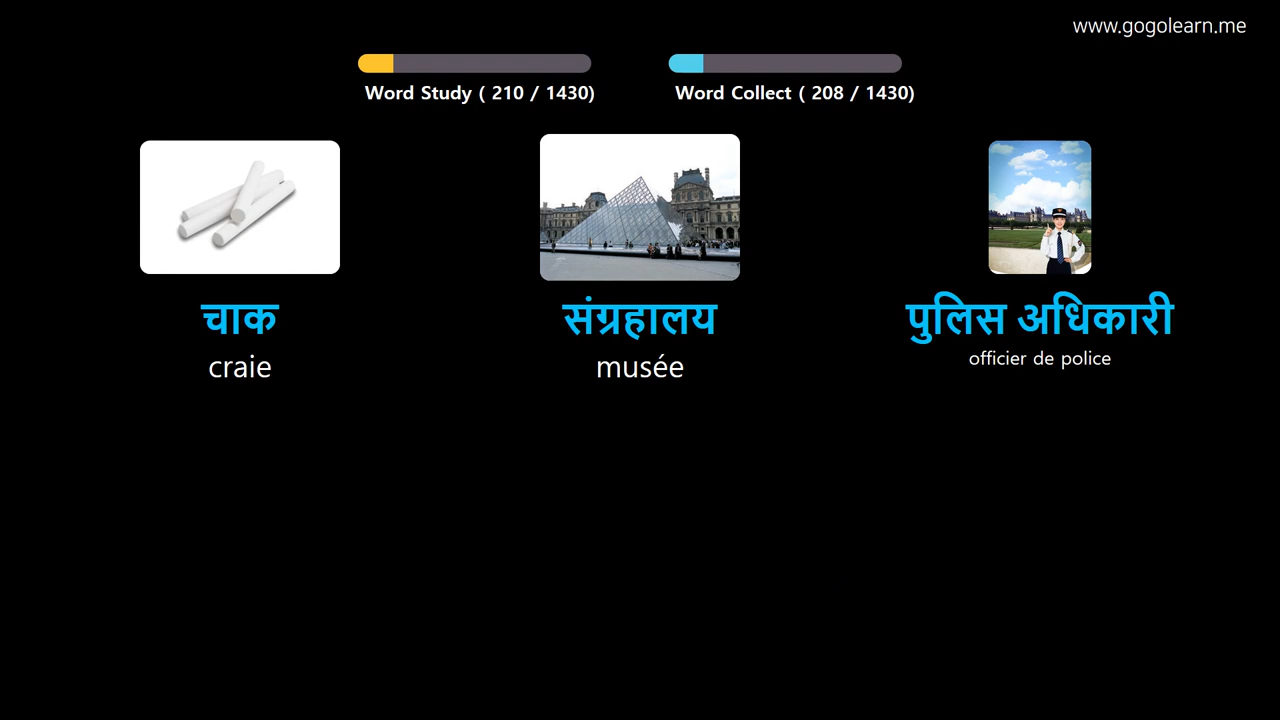 www.gogolearn.me
Word Study ( 210 / 1430)
Word Collect ( 208 / 1430)
चाक
craie
संग्रहालय
musée
पुलिस अधिकारी
officier de police